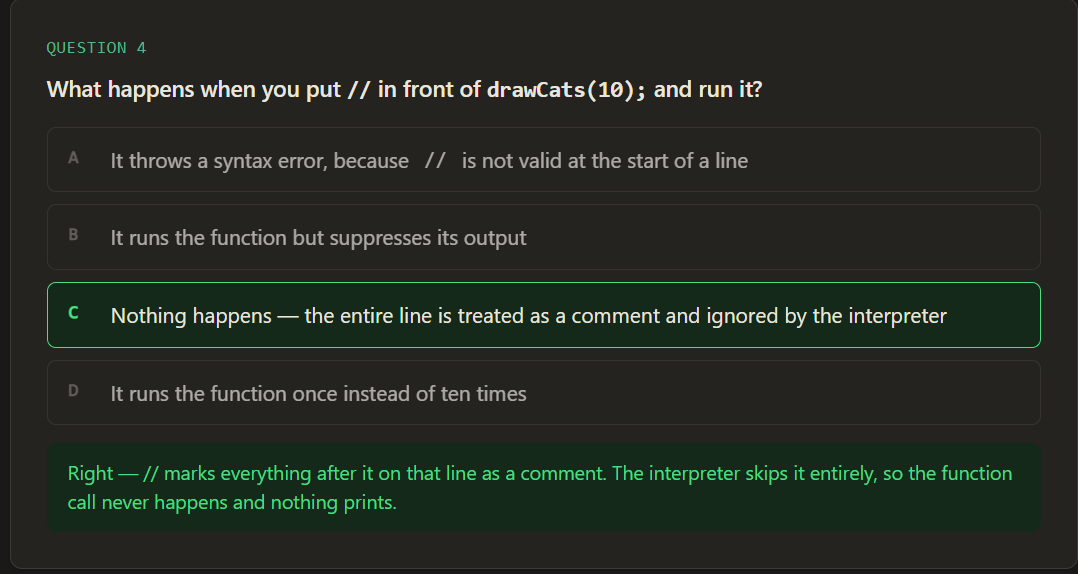 QUESTION 4
What happens when you put // in front of drawCats(10); and run it?
A It throws a syntax error, because // is not valid at the start of a line
B It runs the function but suppresses its output
C Nothing happens — the entire line is treated as a comment and ignored by the interpreter
D It runs the function once instead of ten times
Right — // marks everything after it on that line as a comment. The interpreter skips it entirely, so the function
call never happens and nothing prints.